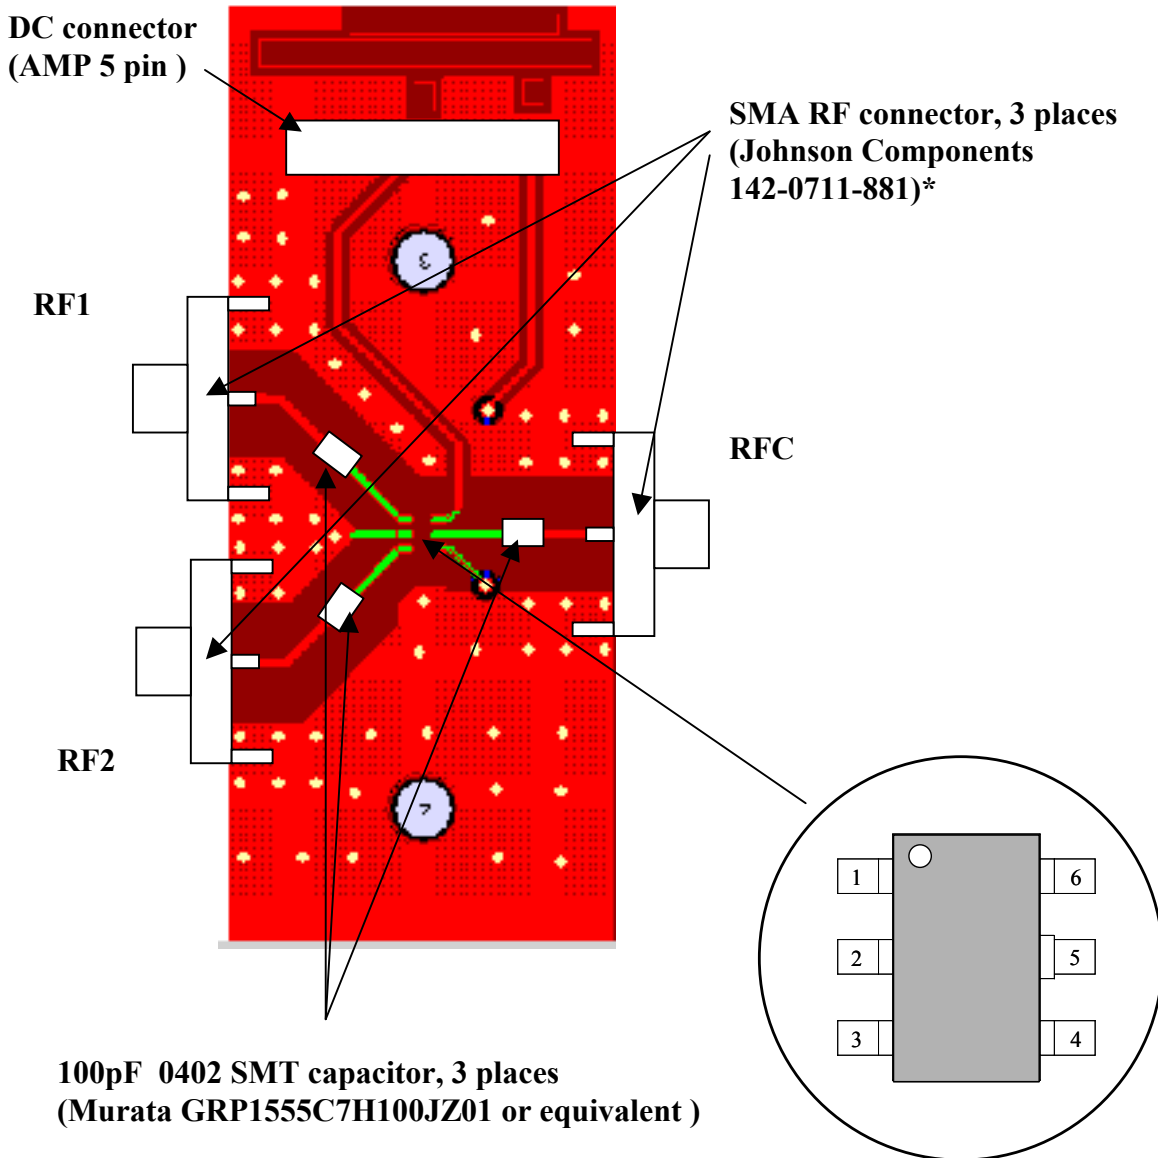 DC connector
(AMP 5 pin )
SMA RF connector, 3 places
(Johnson Components
142-0711-881)*
RF1
RFC
RF2
1
6
2
5
3
4
100pF 0402 SMT capacitor, 3 places
(Murata GRP1555C7H100JZ01 or equivalent )